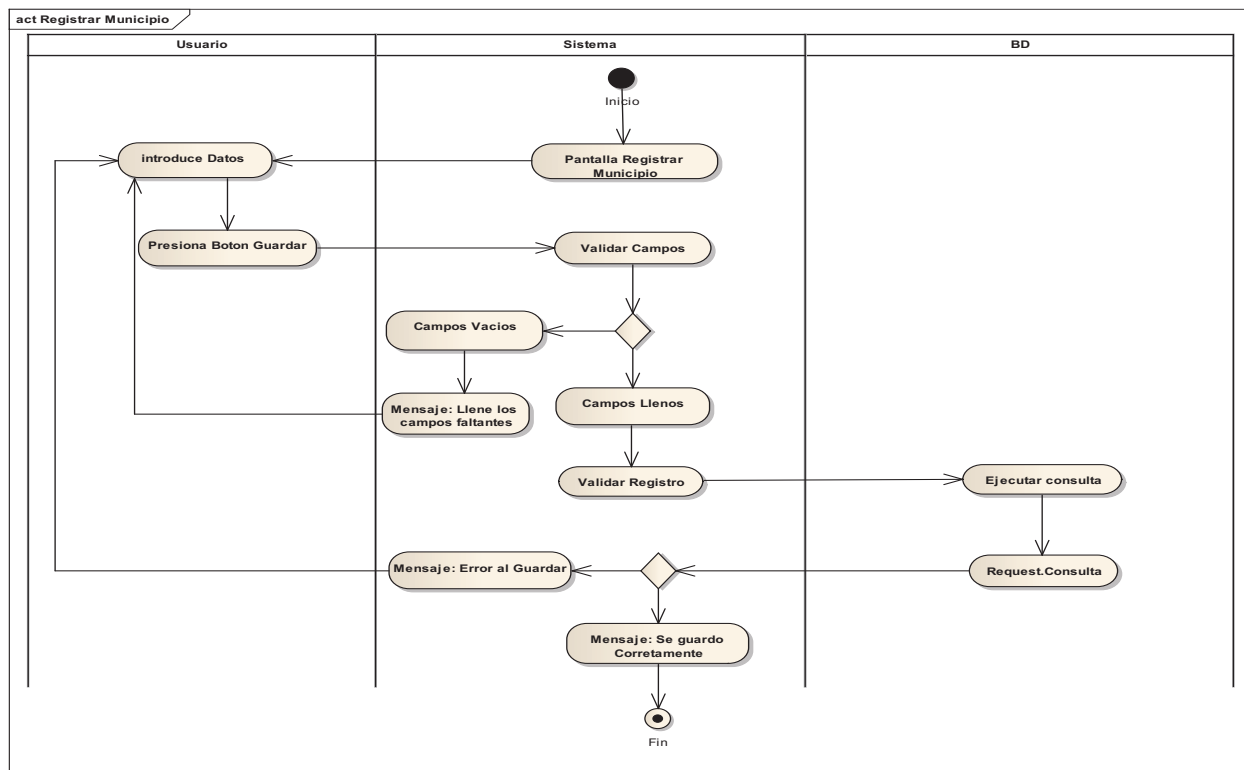 act Registrar Municipio
Usuario
Sistema
BD
Inicio
introduce Datos
Pantalla Registrar
Municipio
Presiona Boton Guardar
Validar Campos
Campos Vacios
Mensaje: Llene los
campos faltantes
Campos Llenos
Validar Registro
Ejecutar consulta
Mensaje: Error al Guardar
Request.Consulta
Mensaje: Se guardo
Corretamente
Fin